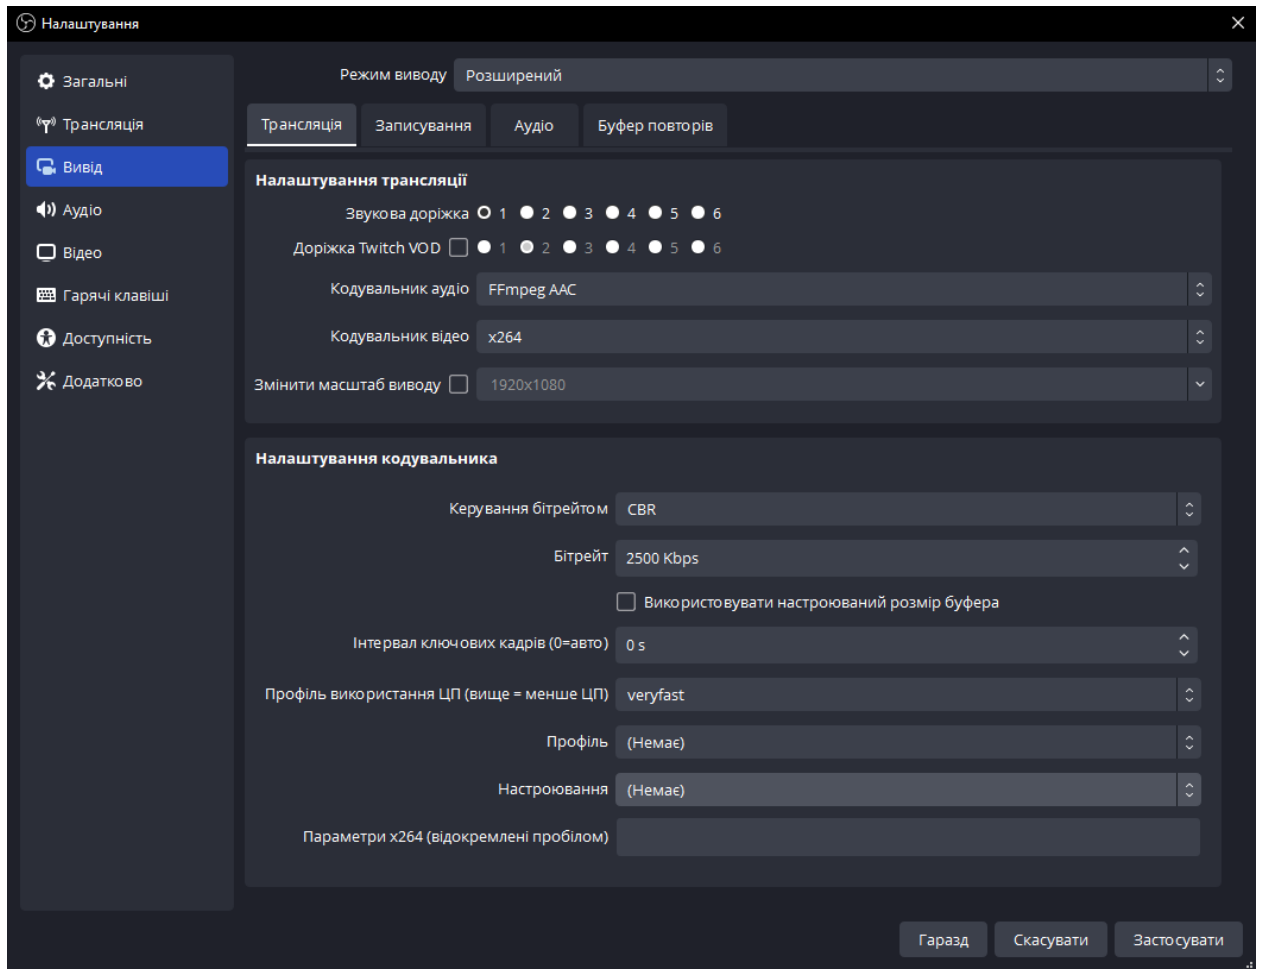 Налаштування
Загальні
Трансляція
Вивід
Аудіо
Відео
Гарячі клавіші
Доступність
Додатково
Режим виводу Розширений
Трансляція Записування Аудіо Буфер повторів
Налаштування трансляції
Звукова доріжка 1 2 3 4 5 6
Доріжка Twitch VOD 1 2 3 4 5 6
Кодувальник аудіо FFmpeg AAC
Кодувальник відео x264
Змінити масштаб виводу 1920x1080
Налаштування кодувальника
Керування бітрейтом CBR
Бітрейт 2500 Kbps
Використовувати настроюваний розмір буфера
Інтервал ключових кадрів (0=авто) 0 s
Профіль використання ЦП (вище = менше ЦП) veryfast
Профіль (Немає)
Настроювання (Немає)
Параметри x264 (відокремлені пробілом)
Гаразд Скасувати Застосувати